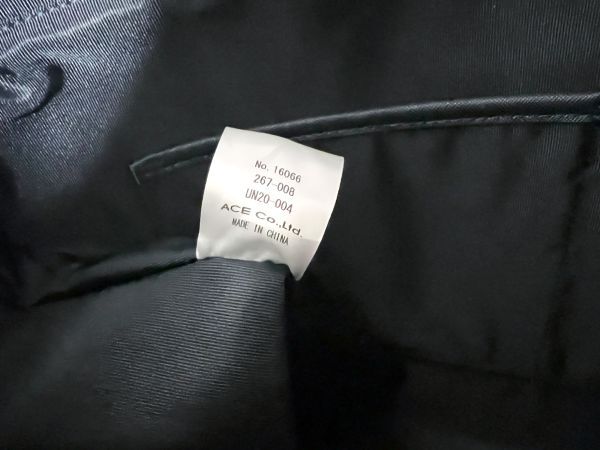 No. 16066
267-008
UN20-004
ACE Co.,Ltd.
MADE IN CHINA